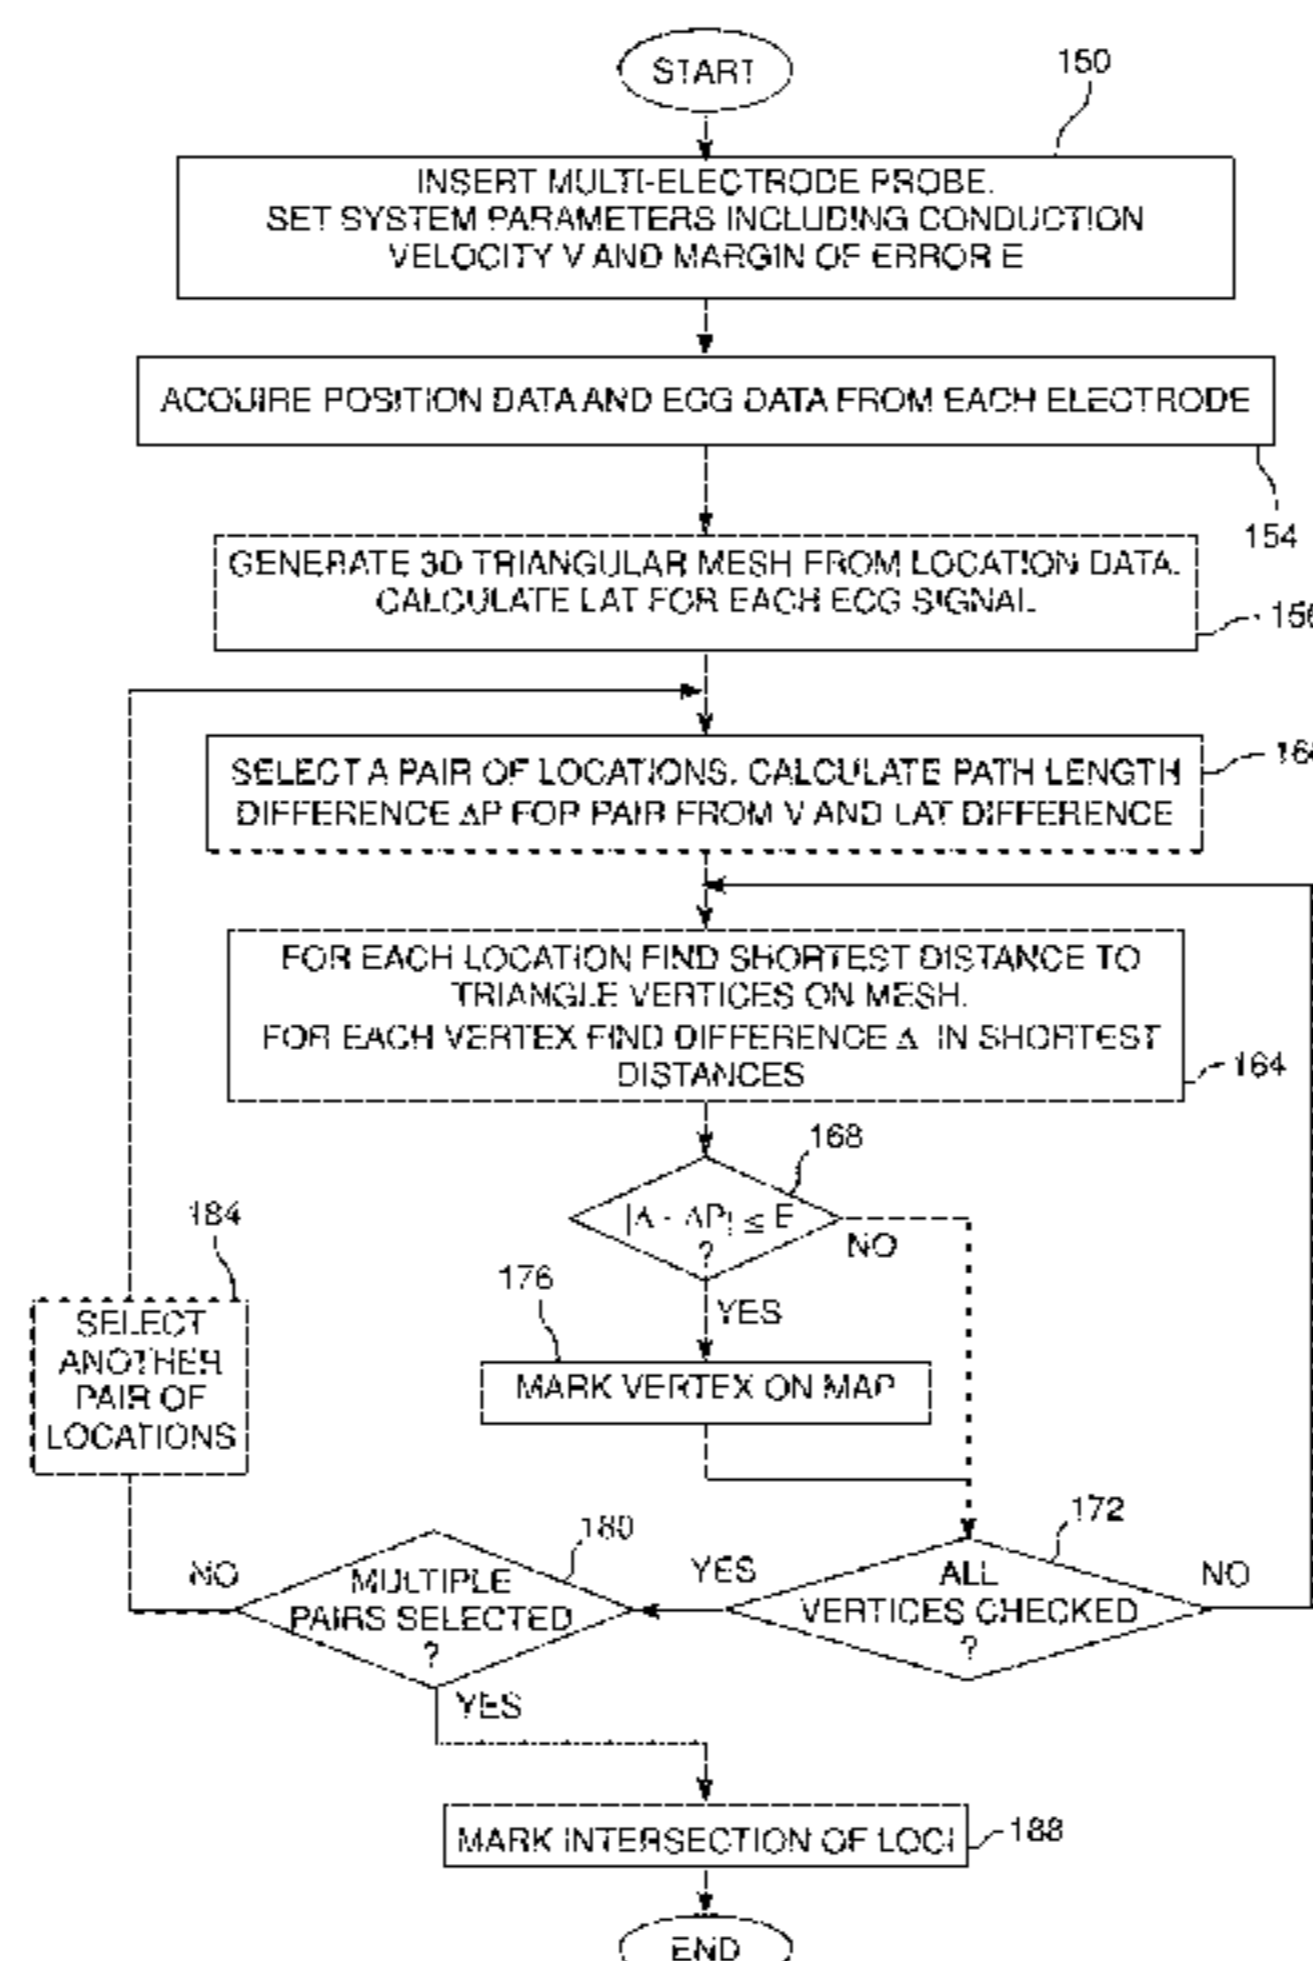 START
150
INSERT MULTI-ELECTRODE PROBE.
SET SYSTEM PARAMETERS INCLUDING CONDUCTION
VELOCITY V AND MARGIN OF ERROR E
ACQUIRE POSITION DATA AND ECG DATA FROM EACH ELECTRODE
154
GENERATE 3D TRIANGULAR MESH FROM LOCATION DATA.
CALCULATE LAT FOR EACH ECG SIGNAL
156
SELECT A PAIR OF LOCATIONS. CALCULATE PATH LENGTH
DIFFERENCE ΔP FOR PAIR FROM V AND LAT DIFFERENCE
FOR EACH LOCATION FIND SHORTEST DISTANCE TO
TRIANGLE VERTICES ON MESH.
FOR EACH VERTEX FIND DIFFERENCE Δ IN SHORTEST
DISTANCES
164
168
|Δ - ΔP| ≤ E
?
NO
YES
184
SELECT
ANOTHER
PAIR OF
LOCATIONS
176
MARK VERTEX ON MAP
172
ALL
VERTICES CHECKED
?
NO
YES
180
MULTIPLE
PAIRS SELECTED
?
NO
YES
MARK INTERSECTION OF LOCI
188
END